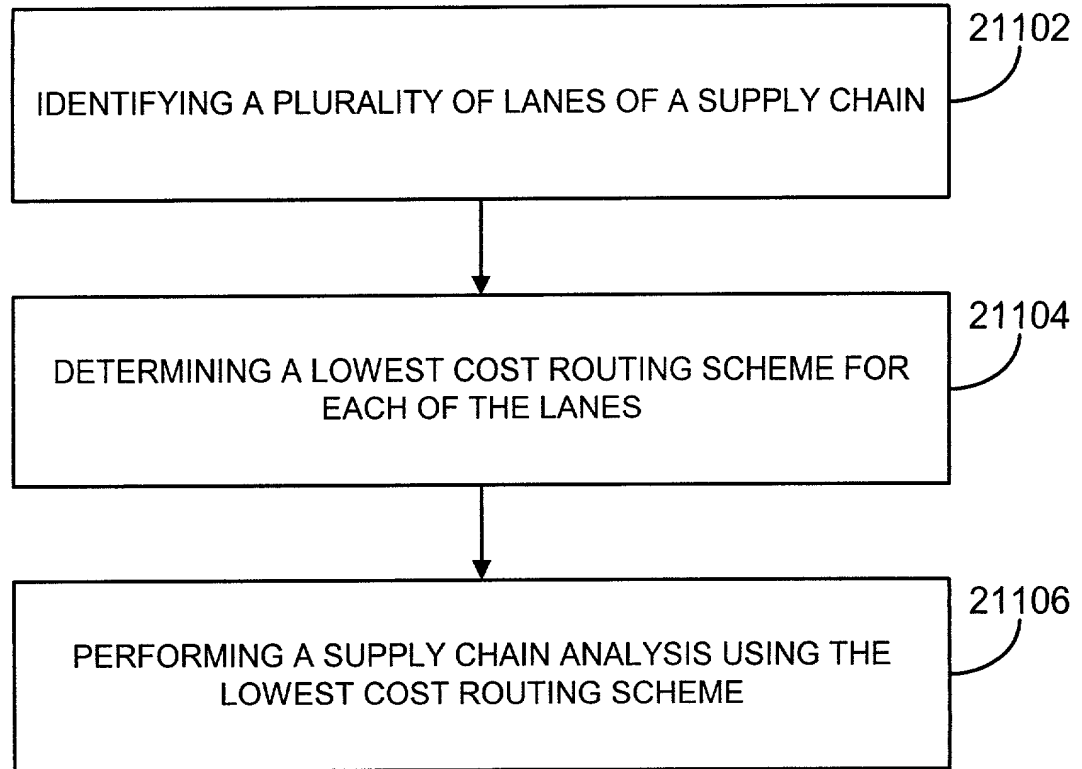 21102
IDENTIFYING A PLURALITY OF LANES OF A SUPPLY CHAIN
21104
DETERMINING A LOWEST COST ROUTING SCHEME FOR
EACH OF THE LANES
21106
PERFORMING A SUPPLY CHAIN ANALYSIS USING THE
LOWEST COST ROUTING SCHEME